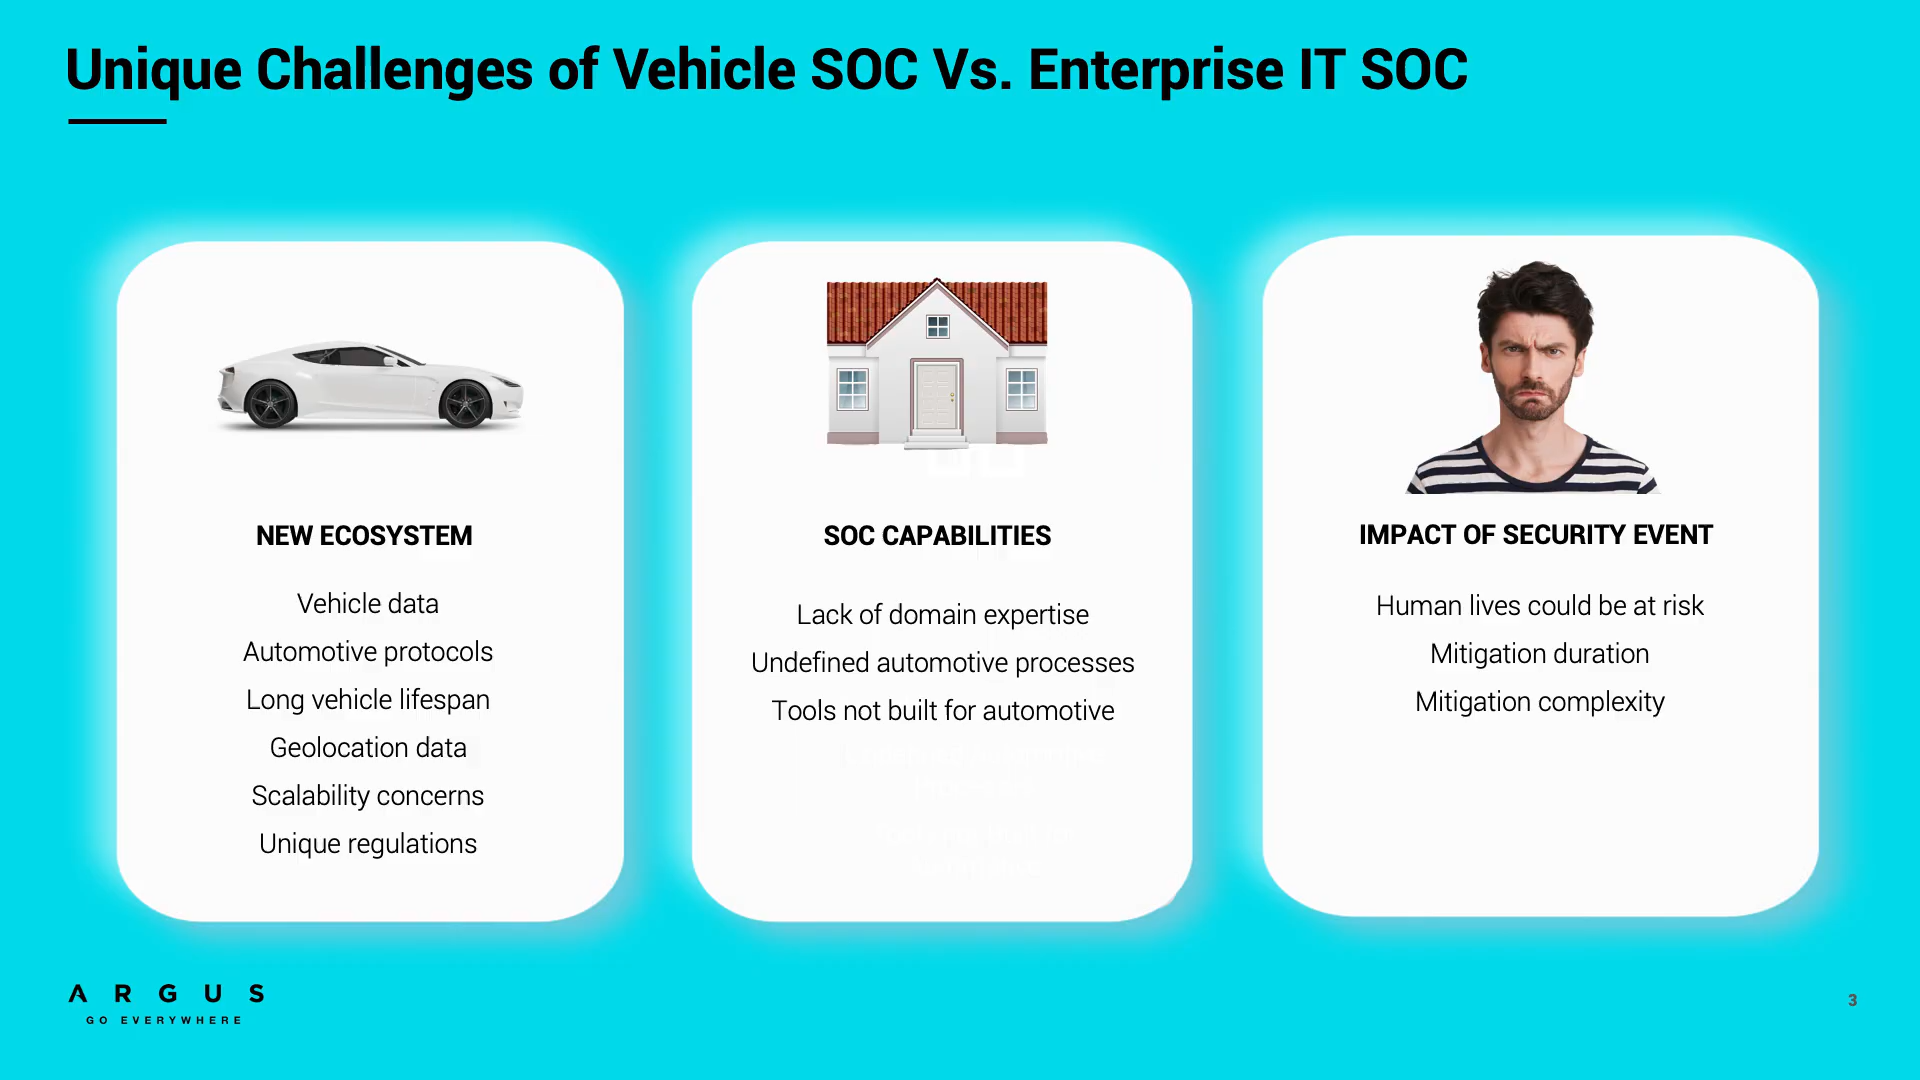 Unique Challenges of Vehicle SOC Vs. Enterprise IT SOC
NEW ECOSYSTEM
Vehicle data
Automotive protocols
Long vehicle lifespan
Geolocation data
Scalability concerns
Unique regulations
SOC CAPABILITIES
Lack of domain expertise
Undefined automotive processes
Tools not built for automotive
IMPACT OF SECURITY EVENT
Human lives could be at risk
Mitigation duration
Mitigation complexity
ARGUS
GO EVERYWHERE
3